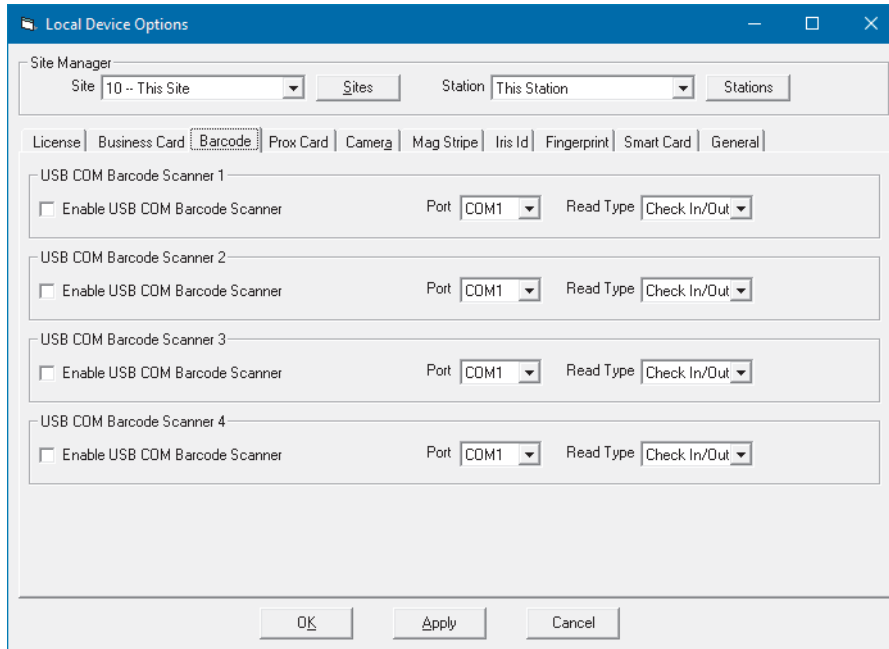 Local Device Options
Site Manager
Site 10 -- This Site Sites Station This Station Stations
License Business Card Barcode Prox Card Camera Mag Stripe Iris Id Fingerprint Smart Card General
USB COM Barcode Scanner 1
Enable USB COM Barcode Scanner Port COM1 Read Type Check In/Out
USB COM Barcode Scanner 2
Enable USB COM Barcode Scanner Port COM1 Read Type Check In/Out
USB COM Barcode Scanner 3
Enable USB COM Barcode Scanner Port COM1 Read Type Check In/Out
USB COM Barcode Scanner 4
Enable USB COM Barcode Scanner Port COM1 Read Type Check In/Out
OK Apply Cancel